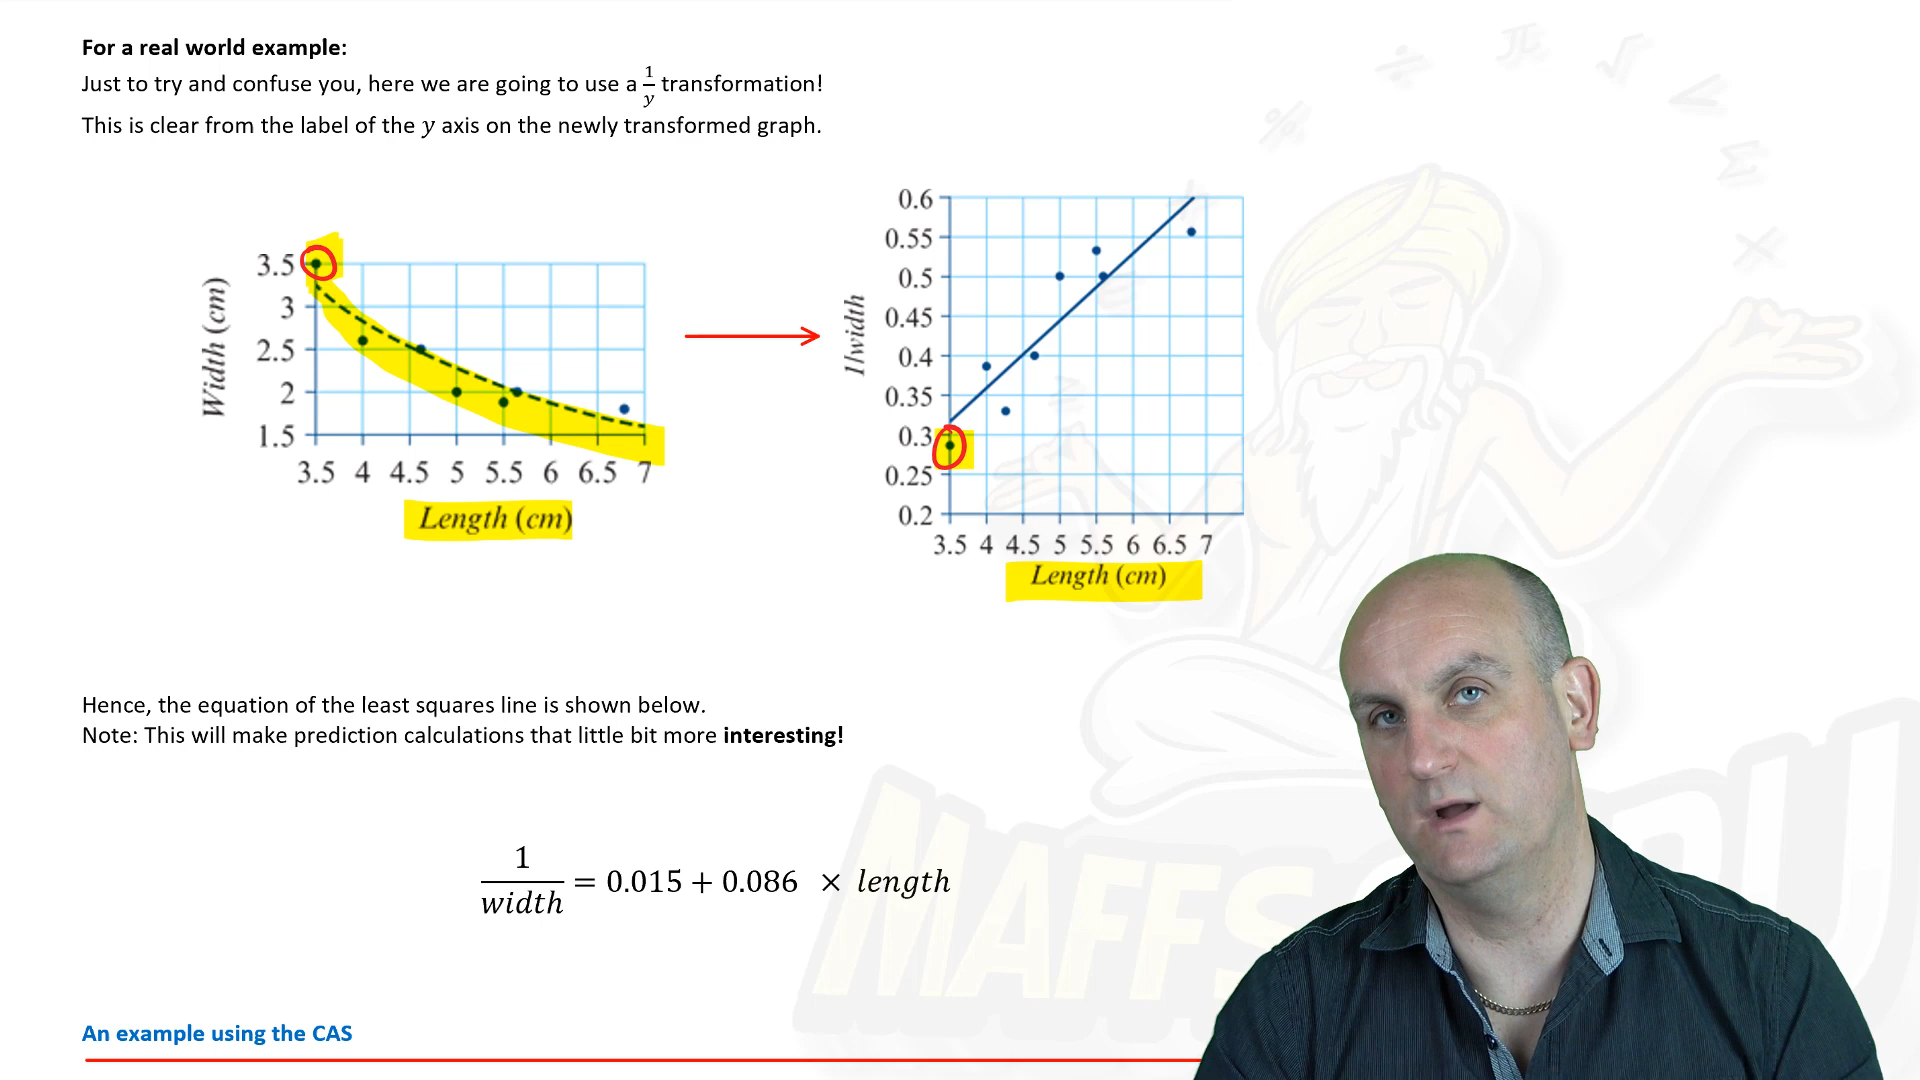 For a real world example:
Just to try and confuse you, here we are going to use a 1/y transformation!
This is clear from the label of the y axis on the newly transformed graph.
3.5
3
2.5
2
1.5
Width (cm)
3.5 4 4.5 5 5.5 6 6.5 7
Length (cm)
0.6
0.55
0.5
0.45
0.4
0.35
0.3
0.25
0.2
1/width
3.5 4 4.5 5 5.5 6 6.5 7
Length (cm)
Hence, the equation of the least squares line is shown below.
Note: This will make prediction calculations that little bit more interesting!
1/width = 0.015 + 0.086 × length
An example using the CAS
MAFFS